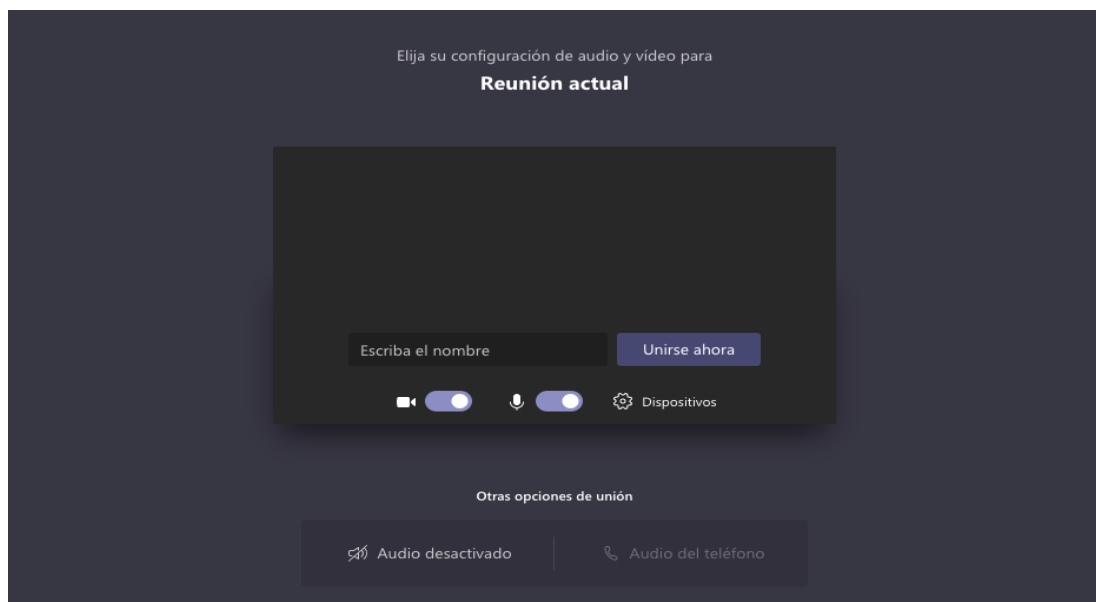 Elija su configuración de audio y vídeo para
Reunión actual
Escriba el nombre
Unirse ahora
Dispositivos
Otras opciones de unión
Audio desactivado
Audio del teléfono